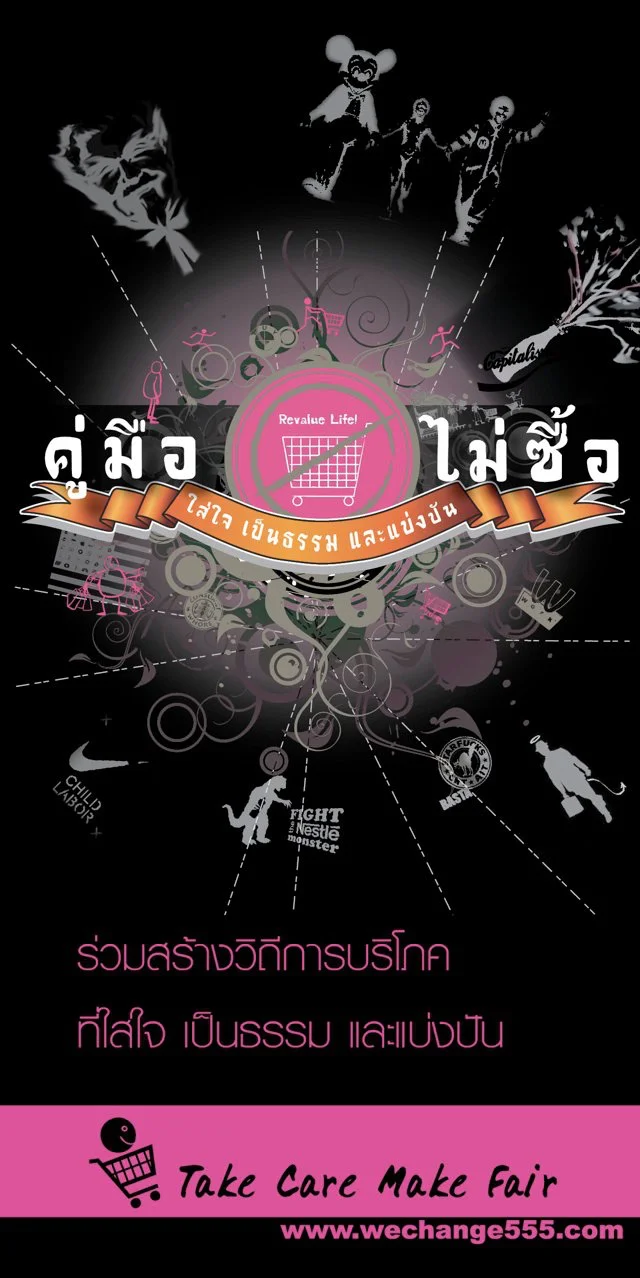 Capitalism
Revalue Life!
คู่มือ ไม่ซื้อ
ใส่ใจ เป็นธรรม และแบ่งปัน
CHILD
LABOR
FIGHT
the Nestlé
monster
ร่วมสร้างวิถีการบริโภค
ที่ใส่ใจ เป็นธรรม และแบ่งปัน
Take Care Make Fair
www.wechange555.com